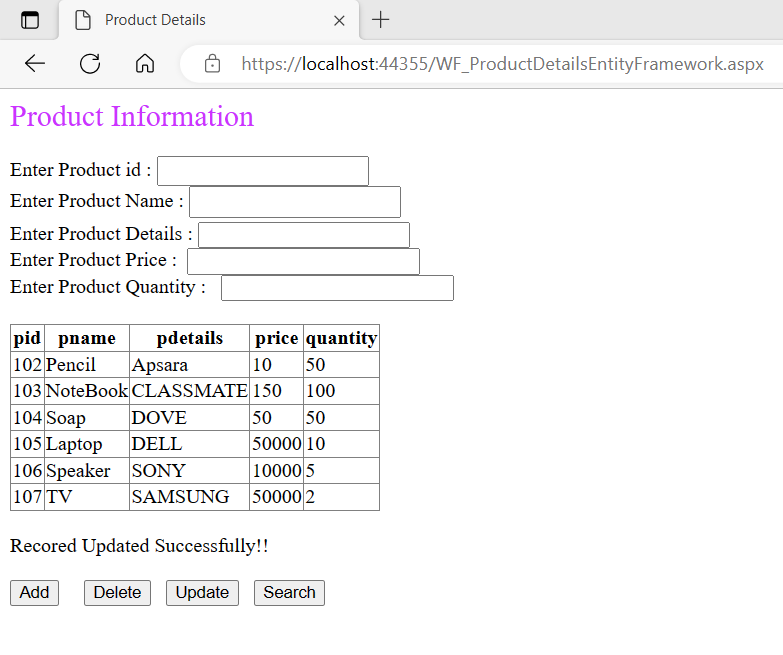 Product Details
https://localhost:44355/WF_ProductDetailsEntityFramework.aspx
Product Information
Enter Product id :
Enter Product Name :
Enter Product Details :
Enter Product Price :
Enter Product Quantity :
pid pname pdetails price quantity
102 Pencil Apsara 10 50
103 NoteBook CLASSMATE 150 100
104 Soap DOVE 50 50
105 Laptop DELL 50000 10
106 Speaker SONY 10000 5
107 TV SAMSUNG 50000 2
Recored Updated Successfully!!
Add Delete Update Search